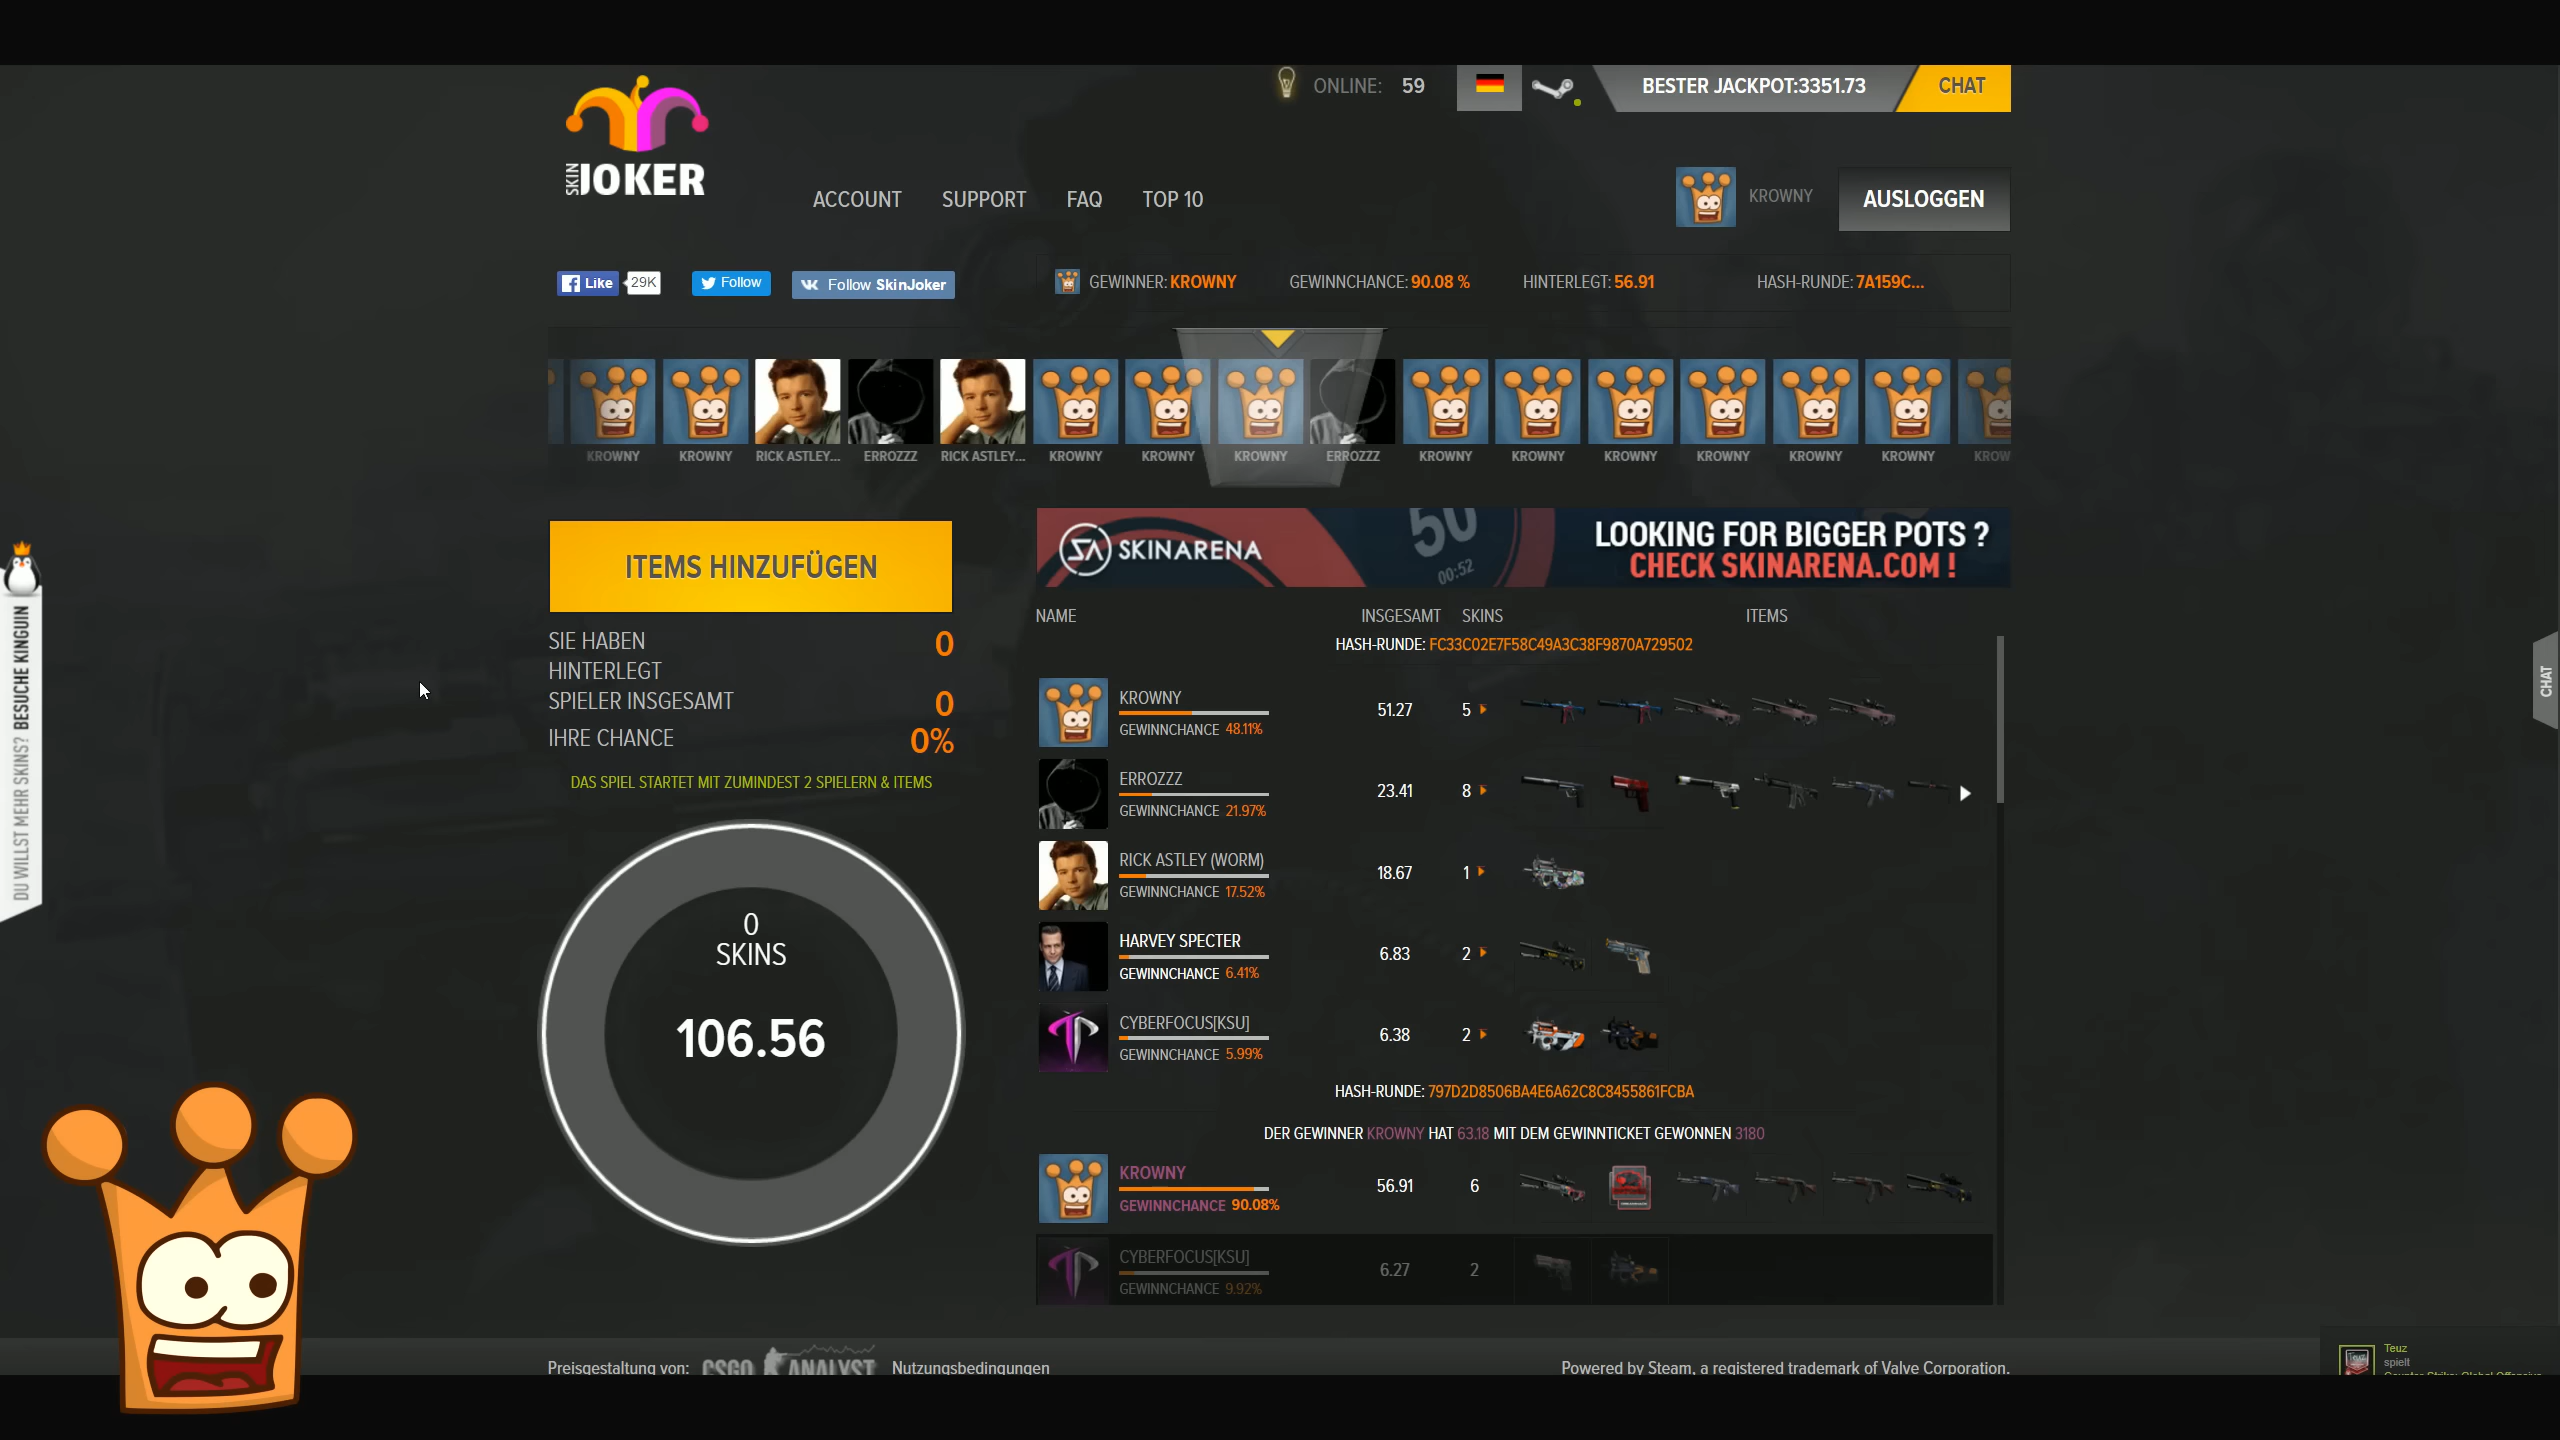 ONLINE: 59
BESTER JACKPOT:3351.73
CHAT
SKIN JOKER
ACCOUNT SUPPORT FAQ TOP 10
KROWNY
AUSLOGGEN
Like 29K
Follow
Follow SkinJoker
GEWINNER: KROWNY GEWINNCHANCE: 90.08 % HINTERLEGT: 56.91 HASH-RUNDE: 7A159C...
KROWNY KROWNY RICK ASTLEY... ERROZZZ RICK ASTLEY... KROWNY KROWNY KROWNY ERROZZZ KROWNY KROWNY KROWNY KROWNY KROWNY KROWNY KROW
ITEMS HINZUFÜGEN
SIE HABEN
HINTERLEGT
0
SPIELER INSGESAMT 0
IHRE CHANCE 0%
DAS SPIEL STARTET MIT ZUMINDEST 2 SPIELERN & ITEMS
0
SKINS
106.56
DU WILLST MEHR SKINS? BESUCHE KINGUIN
SKINARENA
50
00:52
LOOKING FOR BIGGER POTS ?
CHECK SKINARENA.COM !
NAME INSGESAMT SKINS ITEMS
HASH-RUNDE: FC33C02E7F58C49A3C38F9870A729502
KROWNY
GEWINNCHANCE 48.11%
51.27 5
ERROZZZ
GEWINNCHANCE 21.97%
23.41 8
RICK ASTLEY (WORM)
GEWINNCHANCE 17.52%
18.67 1
HARVEY SPECTER
GEWINNCHANCE 6.41%
6.83 2
CYBERFOCUS[KSU]
GEWINNCHANCE 5.99%
6.38 2
HASH-RUNDE: 797D2D8506BA4E6A62C8C8455861FCBA
DER GEWINNER KROWNY HAT 63.18 MIT DEM GEWINNTICKET GEWONNEN 3180
KROWNY
GEWINNCHANCE 90.08%
56.91 6
CYBERFOCUS[KSU]
GEWINNCHANCE 9.92%
6.27 2
CHAT
Preisgestaltung von: CSGO ANALYST Nutzungsbedingungen
Powered by Steam, a registered trademark of Valve Corporation.
Teuz
spielt